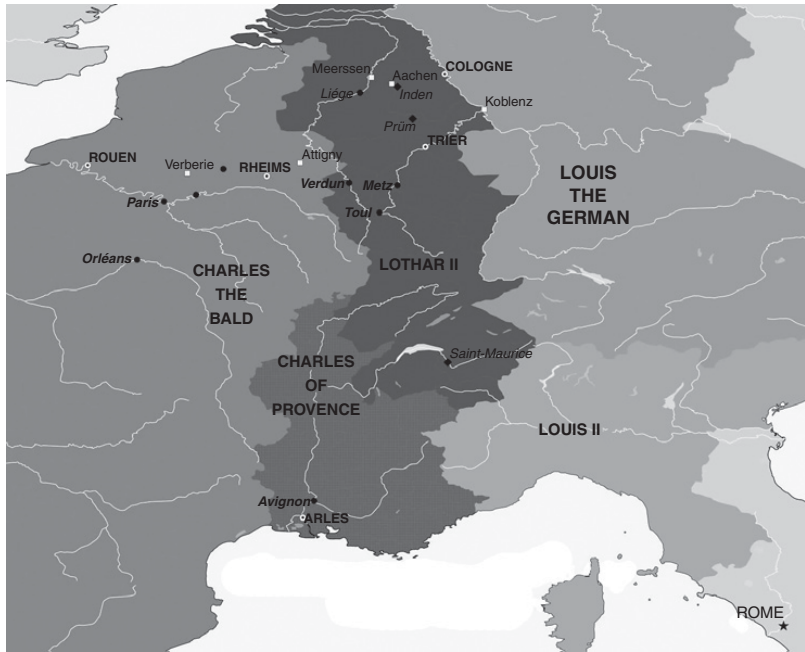 Meerssen
COLOGNE
Aachen
Liége
Inden
Koblenz
Prüm
TRIER
ROUEN
Verberie
RHEIMS
Attigny
LOUIS
THE
GERMAN
Verdun
Metz
Paris
Toul
Orléans
CHARLES
THE
BALD
LOTHAR II
Saint-Maurice
CHARLES
OF
PROVENCE
LOUIS II
Avignon
ARLES
ROME